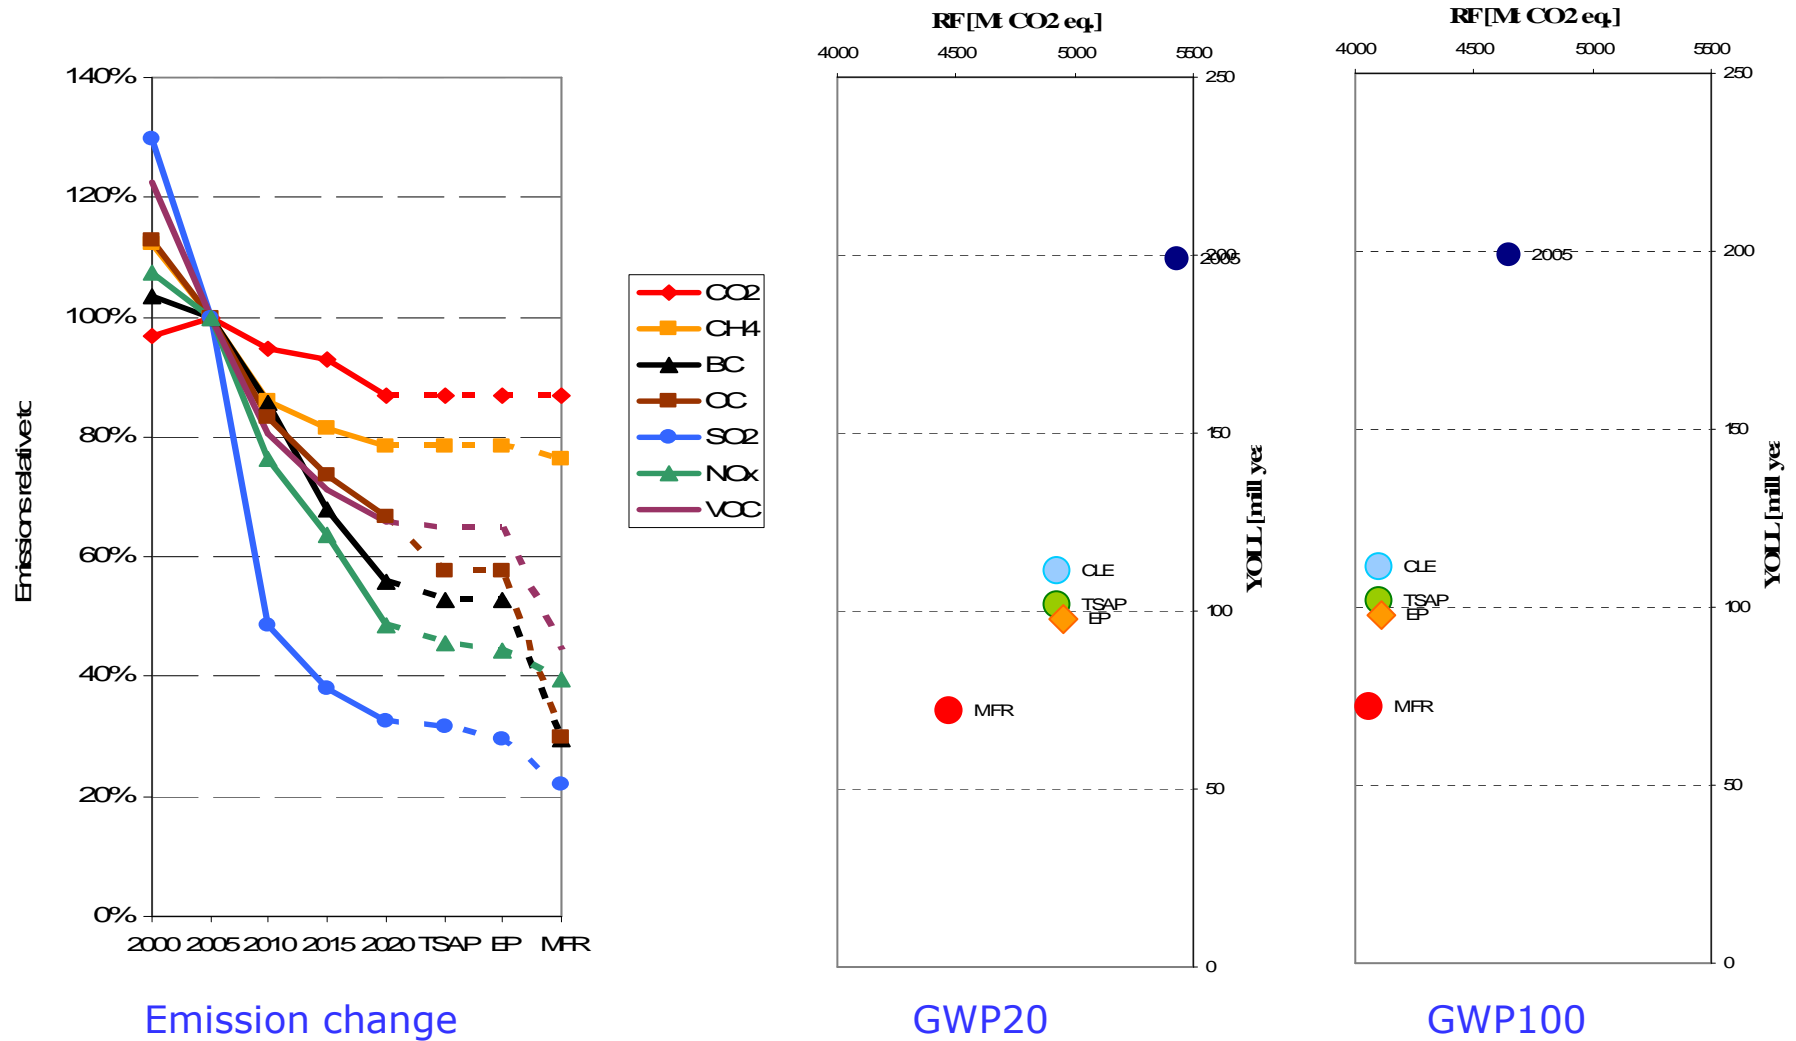 140%
120%
100%
80%
60%
40%
20%
0%
Emissions relative tc
2000 2005 2010 2015 2020 TSAP EP MFR
CO2
CH4
BC
OC
SO2
NOx
VOC
Emission change
RF [Mt CO2 eq.]
4000 4500 5000 5500
250
200
150
100
50
0
YOLL [mill yea
2005
CLE
TSAP
EP
MFR
GWP20
RF [Mt CO2 eq.]
4000 4500 5000 5500
250
200
150
100
50
0
YOLL [mill yea
2005
CLE
TSAP
EP
MFR
GWP100